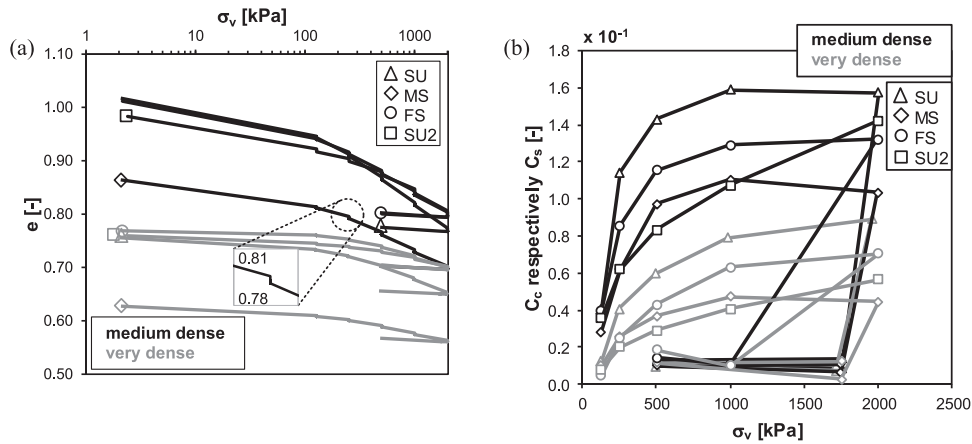 (a)
σv [kPa]
1 10 100 1000
1.10
1.00
0.90
0.80
0.70
0.60
0.50
e [-]
SU
MS
FS
SU2
0.81
0.78
medium dense
very dense
(b)
x 10-1
medium dense
very dense
1.8
1.6
1.4
1.2
1.0
0.8
0.6
0.4
0.2
0.0
Cc respectively Cs [-]
SU
MS
FS
SU2
0 500 1000 1500 2000 2500
σv [kPa]